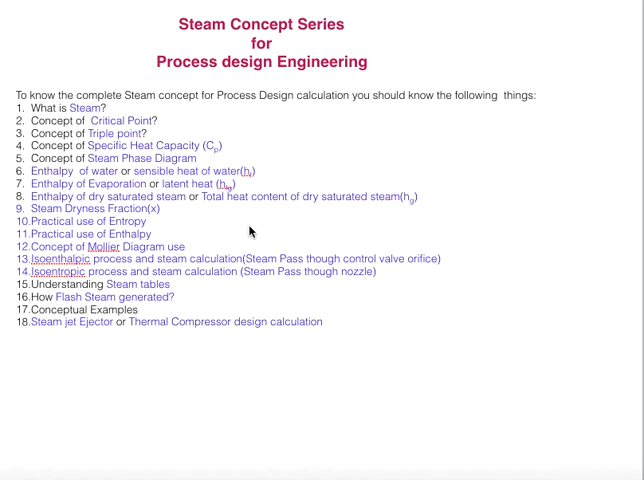 Steam Concept Series
for
Process design Engineering
To know the complete Steam concept for Process Design calculation you should know the following things:
1. What is Steam?
2. Concept of Critical Point?
3. Concept of Triple point?
4. Concept of Specific Heat Capacity (Cp)
5. Concept of Steam Phase Diagram
6. Enthalpy of water or sensible heat of water(hf)
7. Enthalpy of Evaporation or latent heat (hfg)
8. Enthalpy of dry saturated steam or Total heat content of dry saturated steam(hg)
9. Steam Dryness Fraction(x)
10.Practical use of Entropy
11.Practical use of Enthalpy
12.Concept of Mollier Diagram use
13.Isoenthalpic process and steam calculation(Steam Pass though control valve orifice)
14.Isoentropic process and steam calculation (Steam Pass though nozzle)
15.Understanding Steam tables
16.How Flash Steam generated?
17.Conceptual Examples
18.Steam jet Ejector or Thermal Compressor design calculation